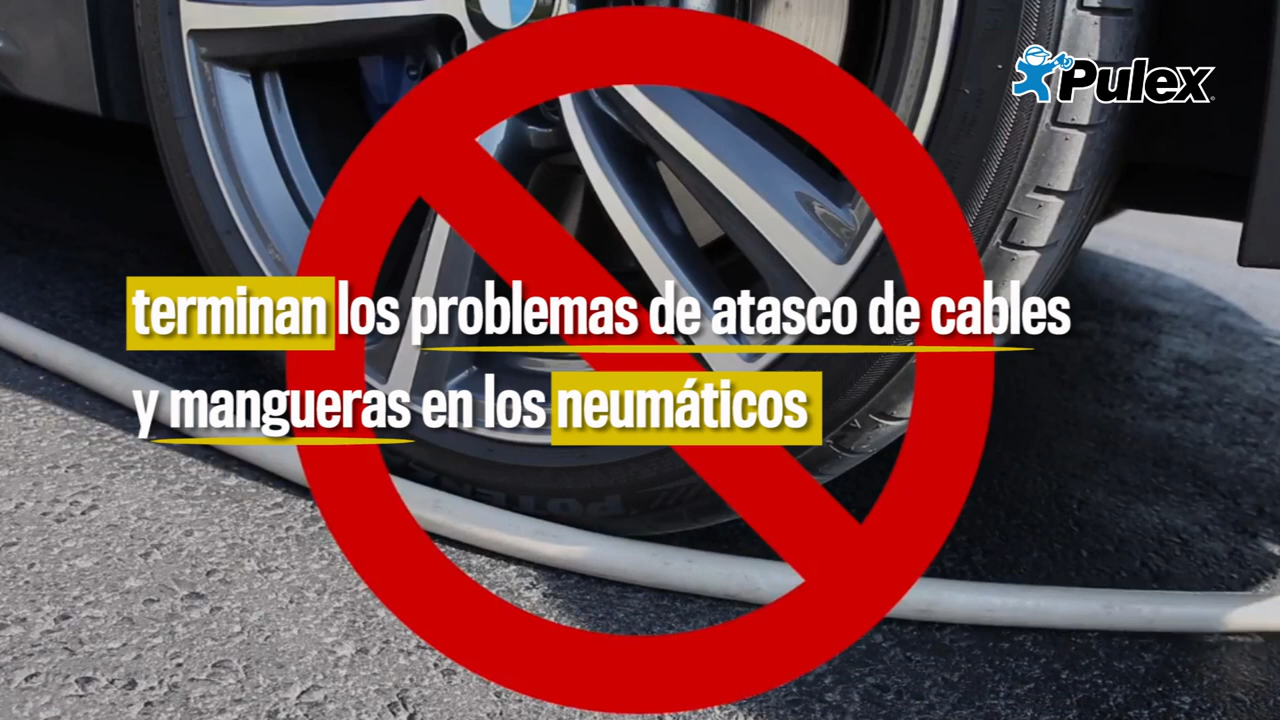 Pulex
terminan los problemas de atasco de cables
y mangueras en los neumáticos